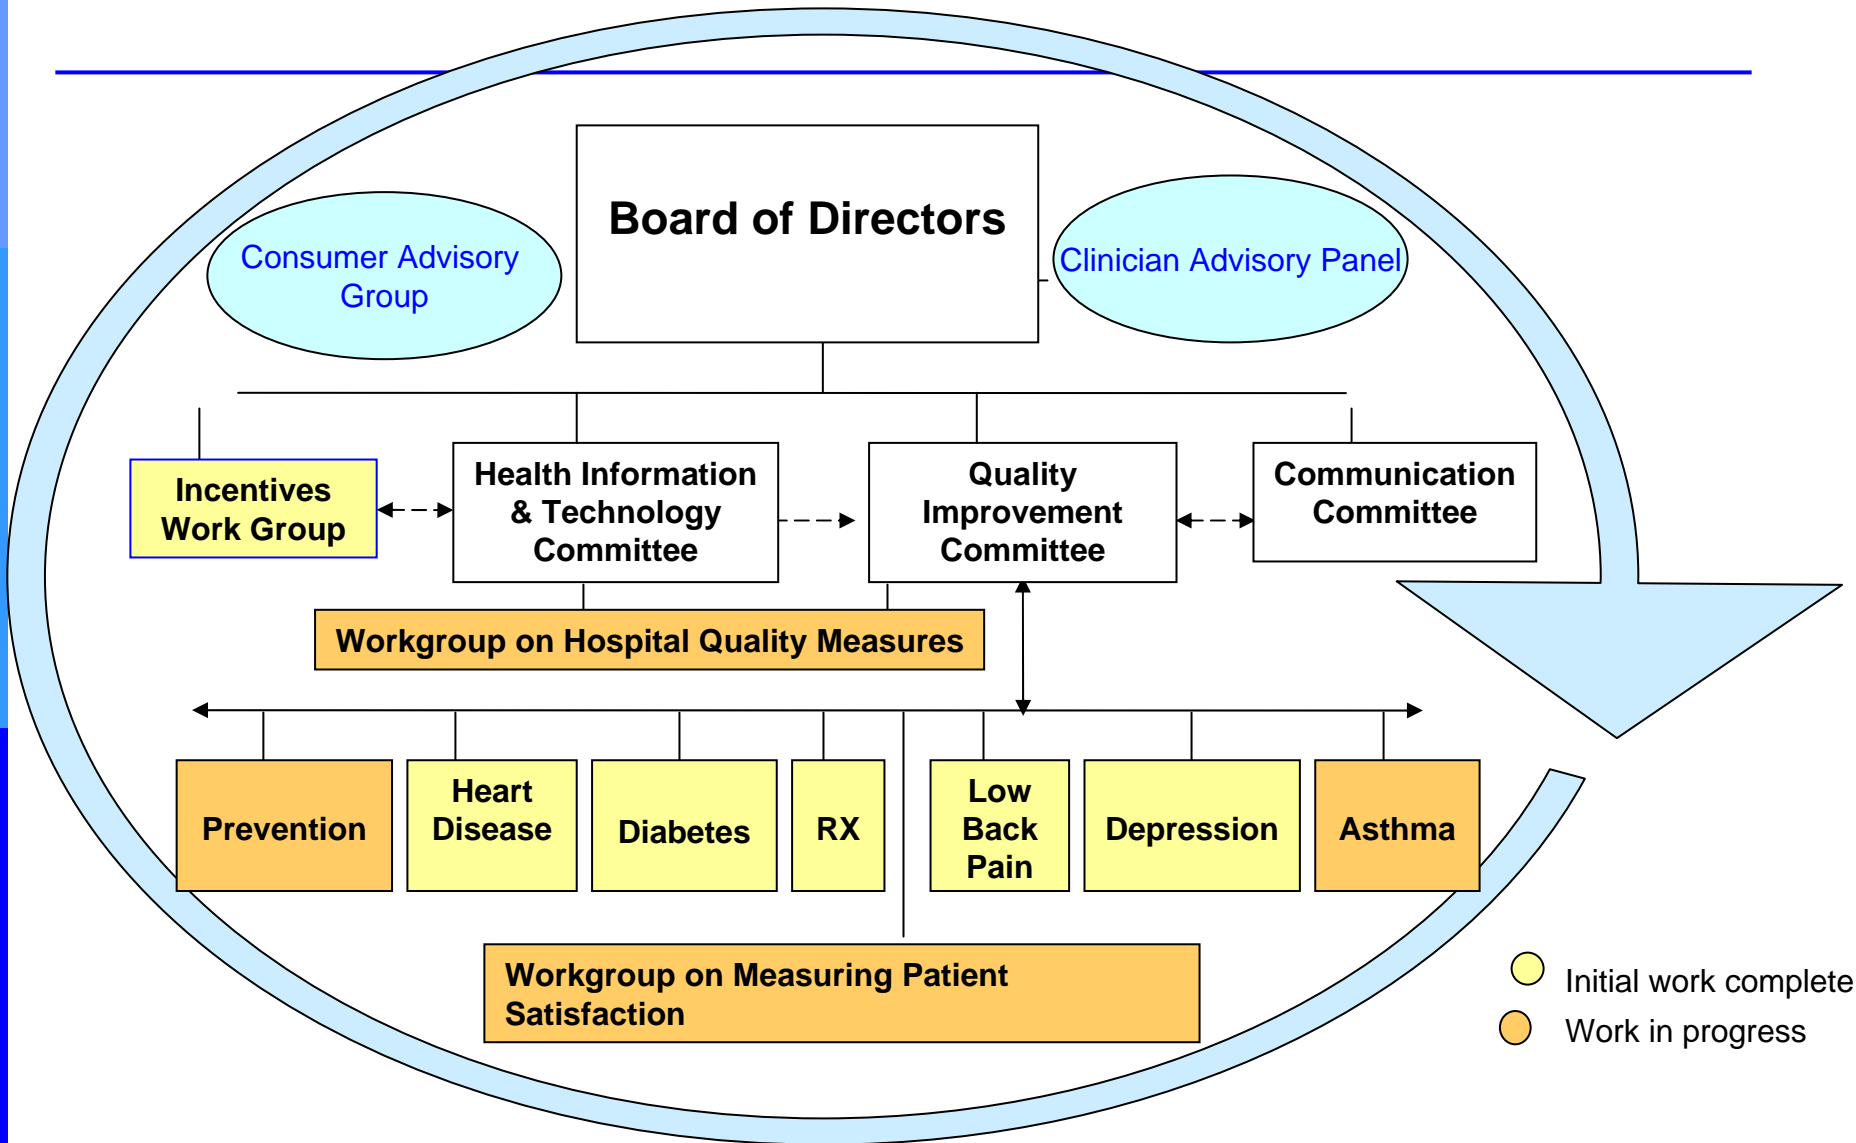 Board of Directors
Consumer Advisory
Group
Clinician Advisory Panel
Incentives
Work Group
Health Information
& Technology
Committee
Quality
Improvement
Committee
Communication
Committee
Workgroup on Hospital Quality Measures
Prevention
Heart
Disease
Diabetes
RX
Low
Back
Pain
Depression
Asthma
Workgroup on Measuring Patient
Satisfaction
Initial work complete
Work in progress